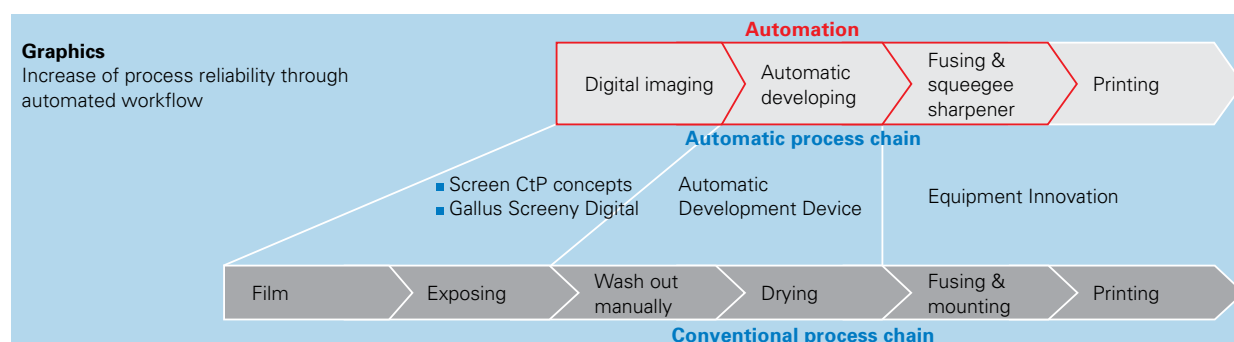 Graphics
Increase of process reliability through
automated workflow
Automation
Digital imaging
Automatic
developing
Fusing &
squeegee
sharpener
Printing
Automatic process chain
Screen CtP concepts
Gallus Screeny Digital
Automatic
Development Device
Equipment Innovation
Film
Exposing
Wash out
manually
Drying
Fusing &
mounting
Printing
Conventional process chain